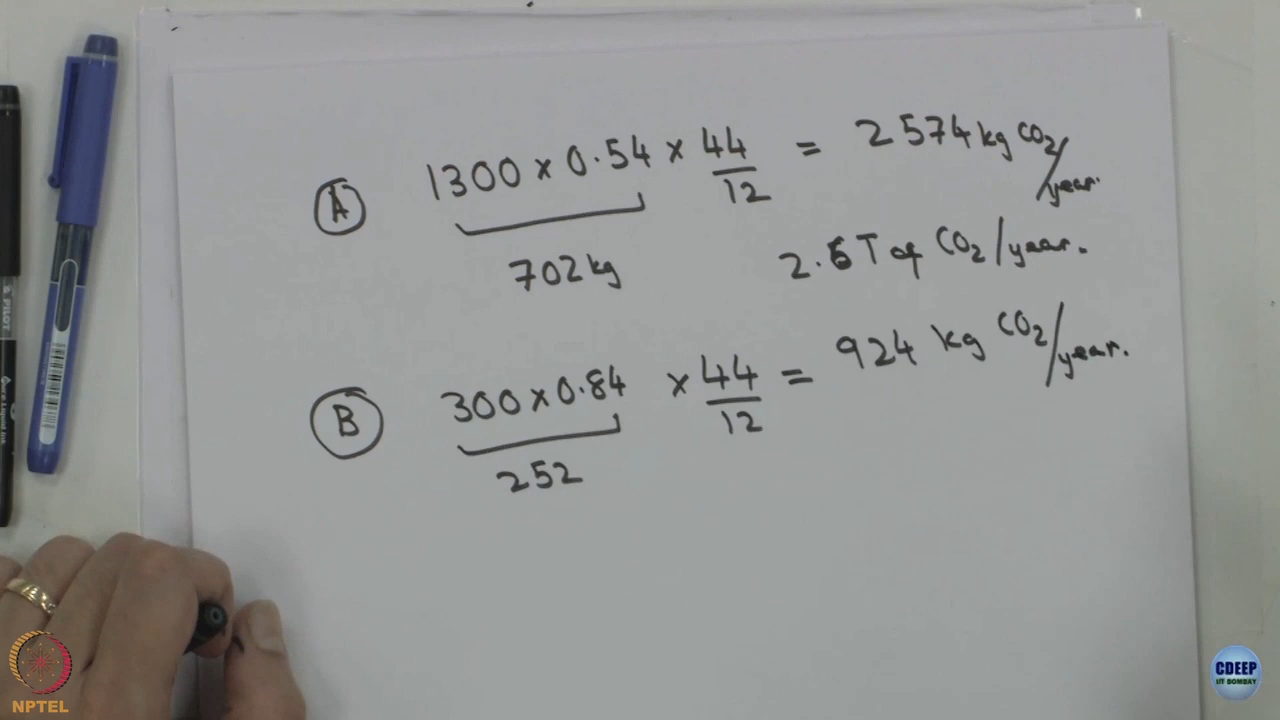 Ⓐ 1300 × 0.54 × 44/12 = 2574 kg CO₂/year.
702 kg
2.6 T of CO₂/year.
Ⓑ 300 × 0.84 × 44/12 = 924 kg CO₂/year.
252
PILOT
NPTEL
CDEEP
IIT BOMBAY